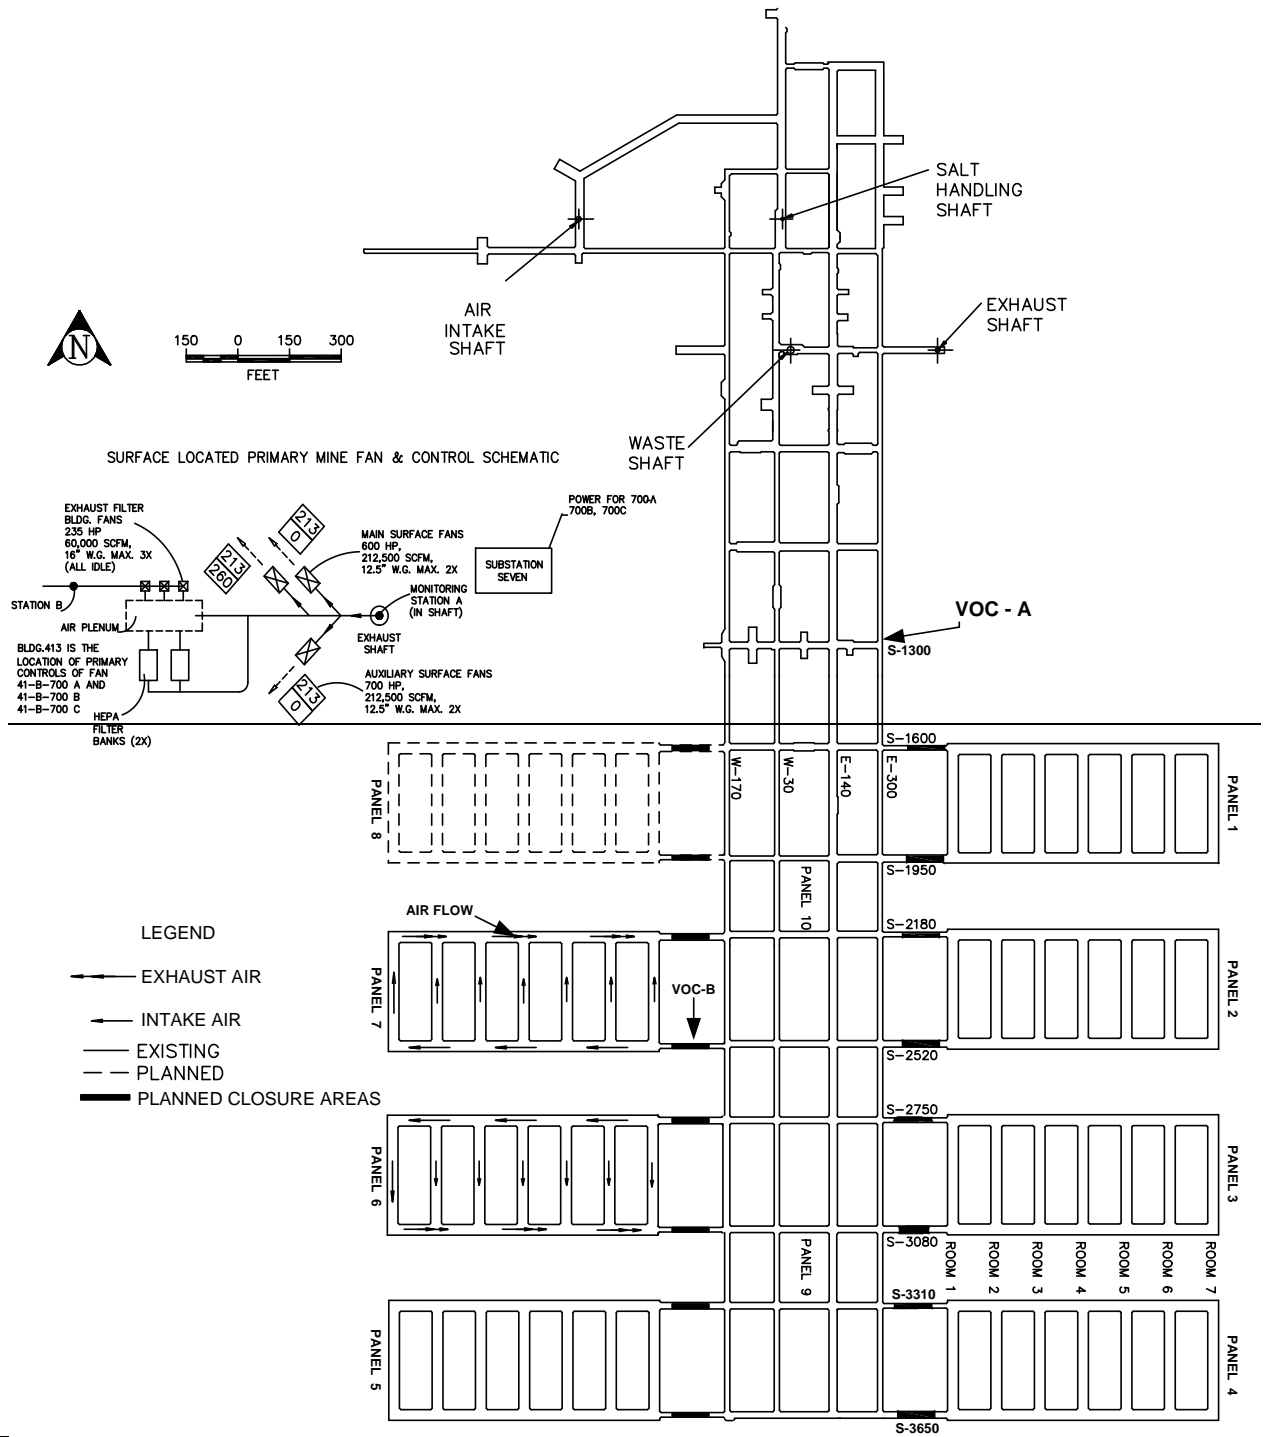 SALT
HANDLING
SHAFT
AIR
INTAKE
SHAFT
EXHAUST
SHAFT
N
150 0 150 300
FEET
WASTE
SHAFT
SURFACE LOCATED PRIMARY MINE FAN & CONTROL SCHEMATIC
EXHAUST FILTER
BLDG. FANS
235 HP
60,000 SCFM,
16" W.G. MAX. 3X
(ALL IDLE)
213
0
213
260
MAIN SURFACE FANS
600 HP,
212,500 SCFM,
12.5" W.G. MAX. 2X
POWER FOR 700A
700B, 700C
SUBSTATION
SEVEN
MONITORING
STATION A
(IN SHAFT)
STATION B
AIR PLENUM
EXHAUST
SHAFT
BLDG.413 IS THE
LOCATION OF PRIMARY
CONTROLS OF FAN
41-B-700 A AND
41-B-700 B
41-B-700 C
HEPA
FILTER
BANKS (2X)
213
0
AUXILIARY SURFACE FANS
700 HP,
212,500 SCFM,
12.5" W.G. MAX. 2X
VOC - A
S-1300
S-1600
W-170
W-30
E-140
E-300
PANEL 8
PANEL 1
S-1950
PANEL 10
S-2180
AIR FLOW
PANEL 7
VOC-B
PANEL 2
S-2520
LEGEND
EXHAUST AIR
INTAKE AIR
EXISTING
PLANNED
PLANNED CLOSURE AREAS
S-2750
PANEL 6
PANEL 3
S-3080
PANEL 9
ROOM 1
ROOM 2
ROOM 3
ROOM 4
ROOM 5
ROOM 6
ROOM 7
S-3310
PANEL 5
PANEL 4
S-3650